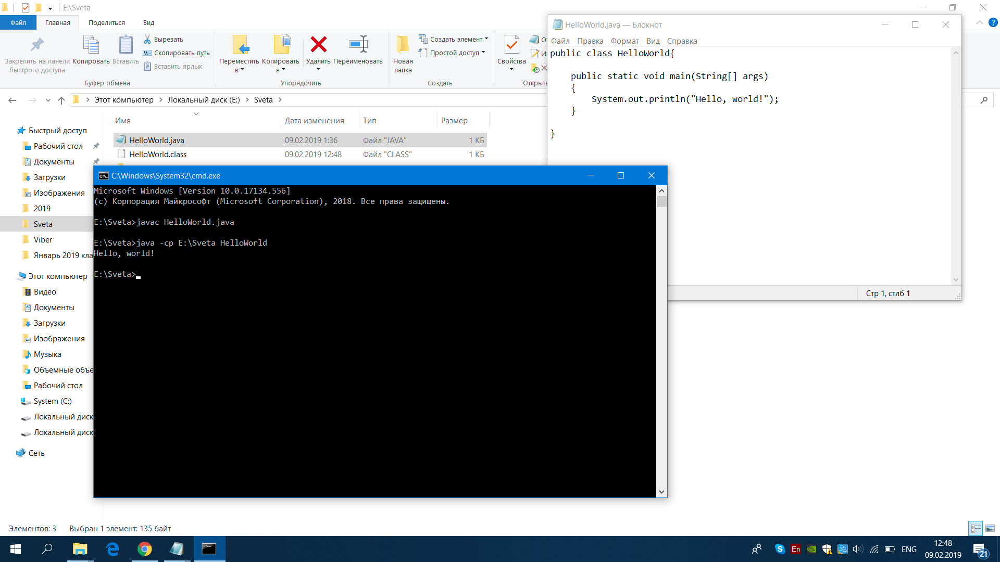 E:\Sveta
Файл Главная Поделиться Вид
Закрепить на панели быстрого доступа
Копировать
Вставить
Вырезать
Скопировать путь
Вставить ярлык
Буфер обмена
Переместить в
Копировать в
Удалить
Переименовать
Упорядочить
Новая папка
Создать элемент
Простой доступ
Создать
Свойства
Этот компьютер Локальный диск (E:) Sveta
Имя Дата изменения Тип Размер
HelloWorld.java 09.02.2019 1:36 Файл "JAVA" 1 КБ
HelloWorld.class 09.02.2019 12:48 Файл "CLASS" 1 КБ
Быстрый доступ
Рабочий стол
Документы
Загрузки
Изображения
2019
Sveta
Viber
Январь 2019 кла
Этот компьютер
Видео
Документы
Загрузки
Изображения
Музыка
Объемные объе
Рабочий стол
System (C:)
Локальный диск
Локальный диск
Сеть
HelloWorld.java — Блокнот
Файл Правка Формат Вид Справка
public class HelloWorld{
public static void main(String[] args)
{
System.out.println("Hello, world!");
}
}
Стр 1, стлб 1
C:\Windows\System32\cmd.exe
Microsoft Windows [Version 10.0.17134.556]
(c) Корпорация Майкрософт (Microsoft Corporation), 2018. Все права защищены.
E:\Sveta>javac HelloWorld.java
E:\Sveta>java -cp E:\Sveta HelloWorld
Hello, world!
E:\Sveta>
Элементов: 3 Выбран 1 элемент: 135 байт
En
ENG
12:48
09.02.2019
21